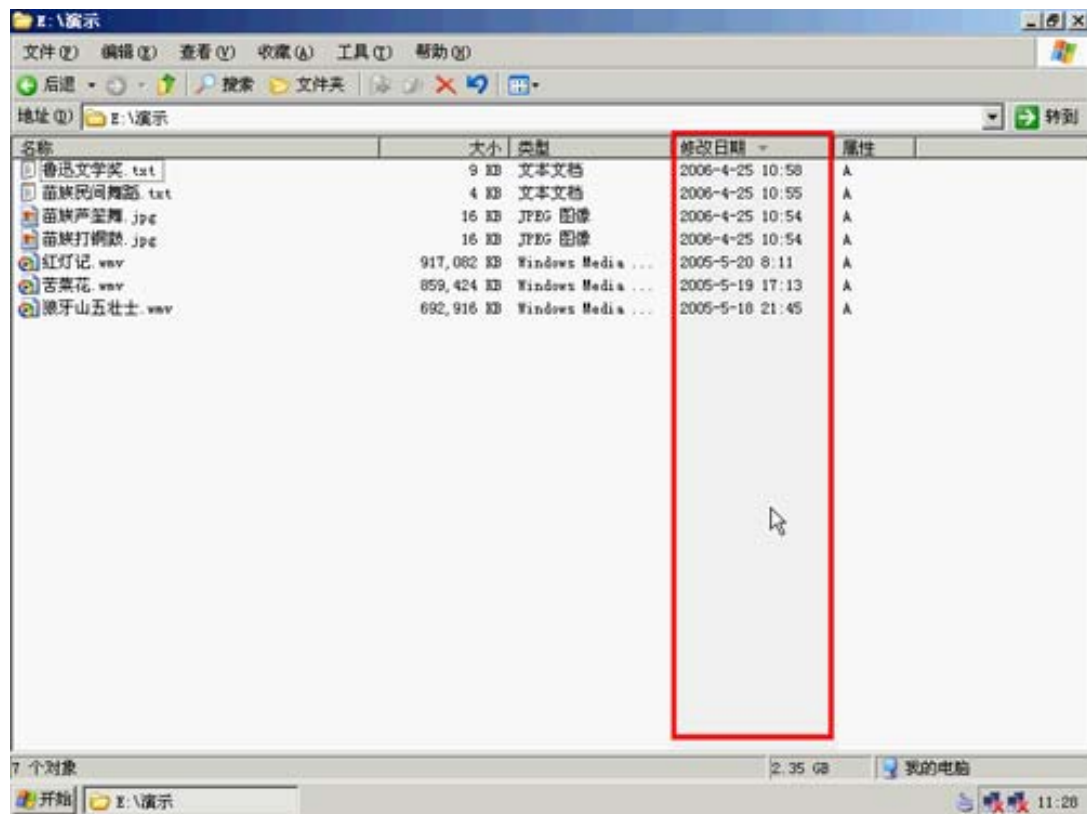 E:\演示
文件(F) 编辑(E) 查看(V) 收藏(A) 工具(T) 帮助(H)
后退 搜索 文件夹
地址(D) E:\演示 转到
名称 大小 类型 修改日期 属性
鲁迅文学奖.txt 9 KB 文本文档 2006-4-25 10:58 A
苗族民间舞蹈.txt 4 KB 文本文档 2006-4-25 10:55 A
苗族芦笙舞.jpg 16 KB JPEG 图像 2006-4-25 10:54 A
苗族打铜鼓.jpg 16 KB JPEG 图像 2006-4-25 10:54 A
红灯记.wmv 917,082 KB Windows Media ... 2005-5-20 8:11 A
苦菜花.wmv 859,424 KB Windows Media ... 2005-5-19 17:13 A
狼牙山五壮士.wmv 692,916 KB Windows Media ... 2005-5-18 21:45 A
7 个对象 2.35 GB 我的电脑
开始 E:\演示 11:28